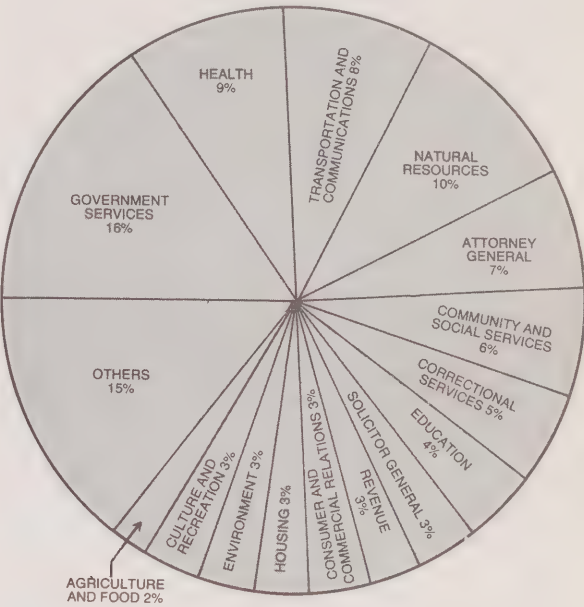 HEALTH
9%
TRANSPORTATION AND
COMMUNICATIONS 8%
NATURAL
RESOURCES
10%
ATTORNEY
GENERAL
7%
COMMUNITY AND
SOCIAL SERVICES
6%
CORRECTIONAL
SERVICES 5%
EDUCATION
4%
SOLICITOR GENERAL 3%
REVENUE
3%
CONSUMER AND
COMMERCIAL RELATIONS 3%
HOUSING 3%
ENVIRONMENT 3%
CULTURE AND
RECREATION 3%
AGRICULTURE
AND FOOD 2%
OTHERS
15%
GOVERNMENT
SERVICES
16%